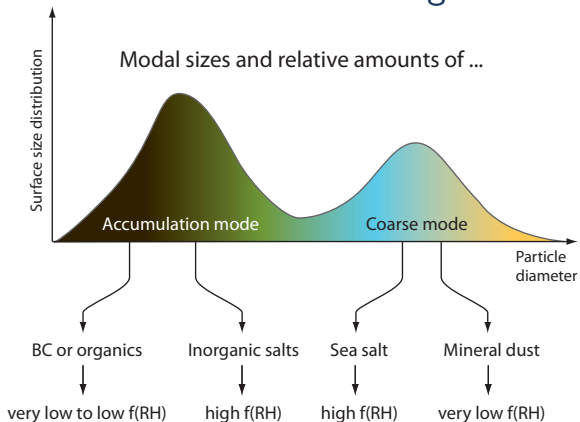 Modal sizes and relative amounts of ...
Surface size distribution
Accumulation mode
Coarse mode
Particle
diameter
BC or organics
Inorganic salts
Sea salt
Mineral dust
very low to low f(RH)
high f(RH)
high f(RH)
very low f(RH)